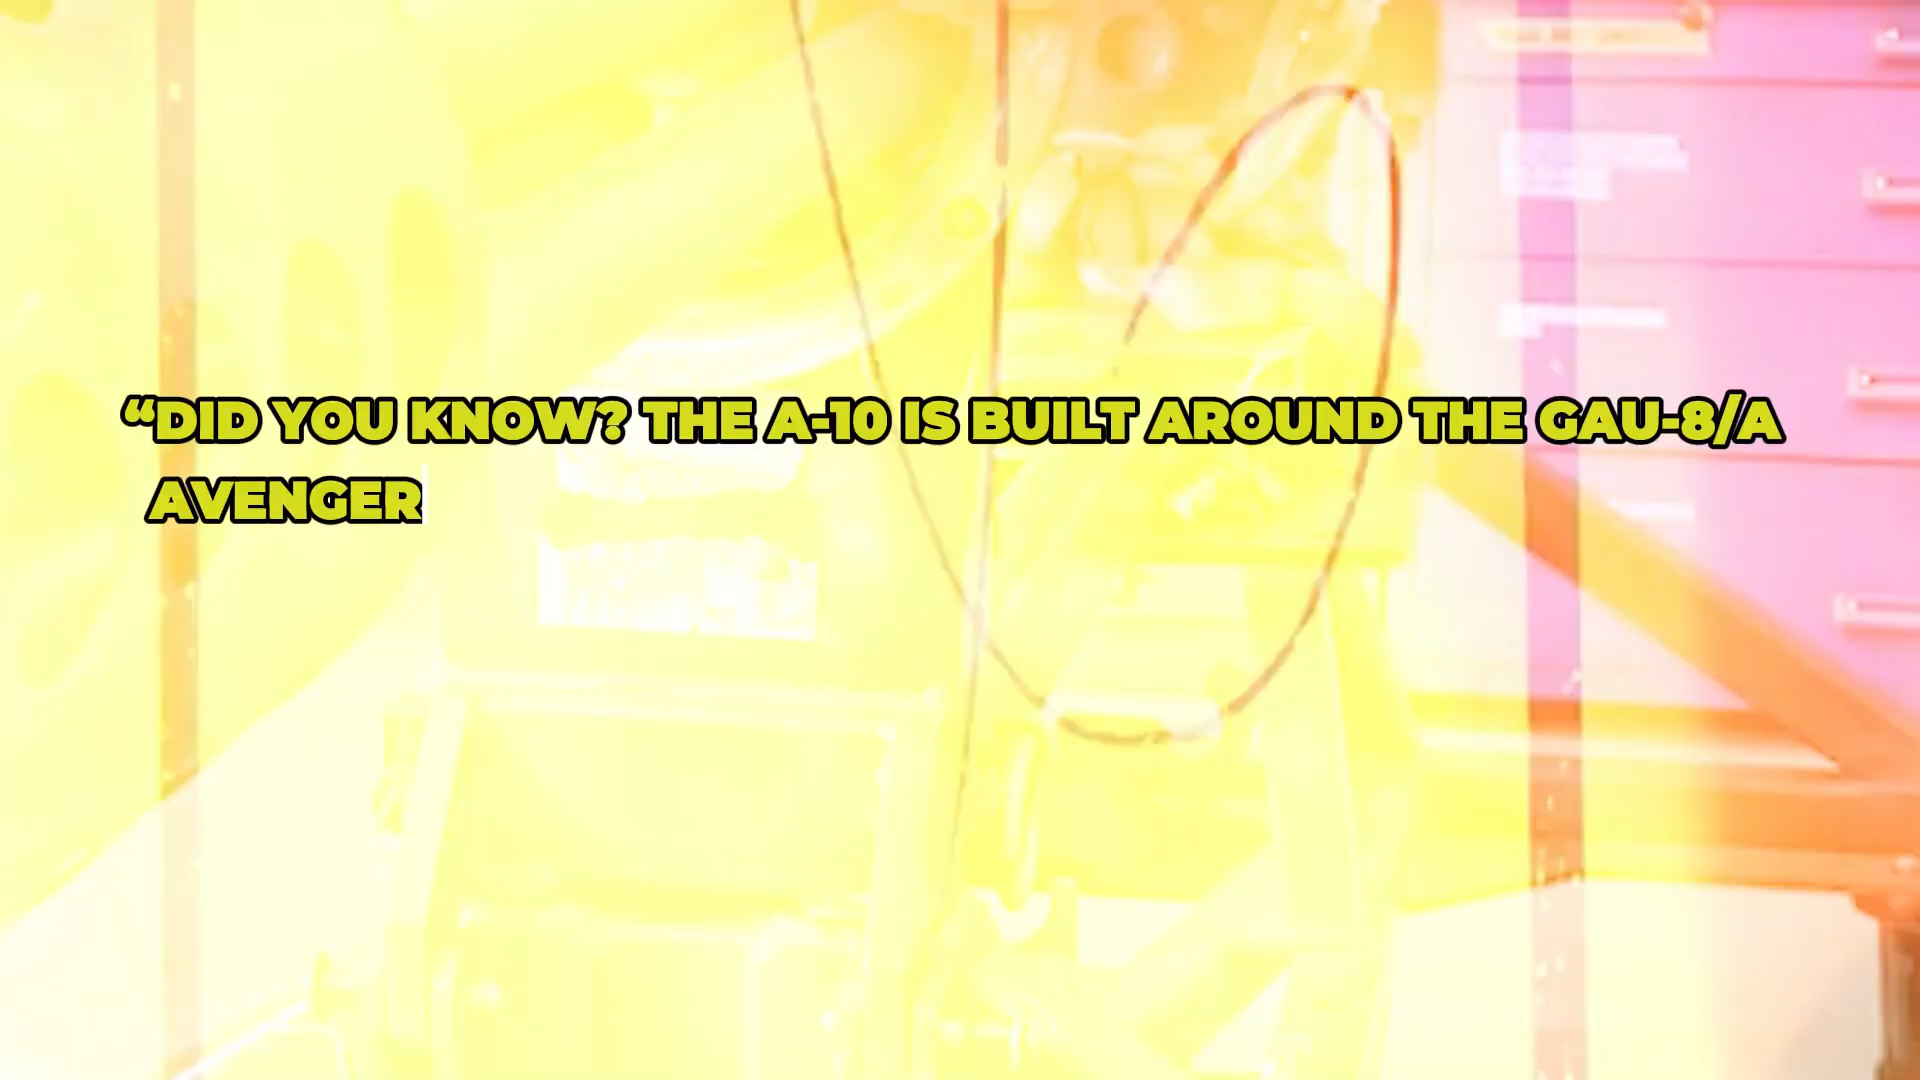 “DID YOU KNOW? THE A-10 IS BUILT AROUND THE GAU-8/A
AVENGER